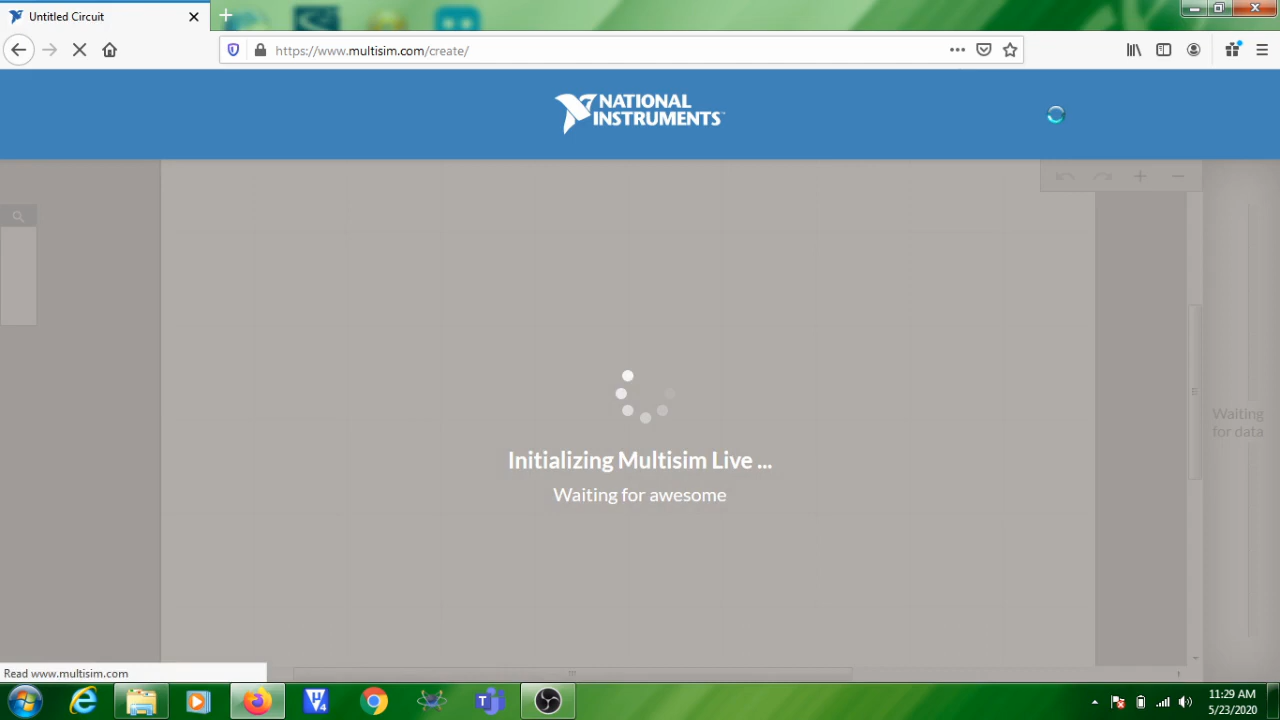 Untitled Circuit
https://www.multisim.com/create/
NATIONAL
INSTRUMENTS
Waiting
for data
Initializing Multisim Live ...
Waiting for awesome
Read www.multisim.com
11:29 AM
5/23/2020